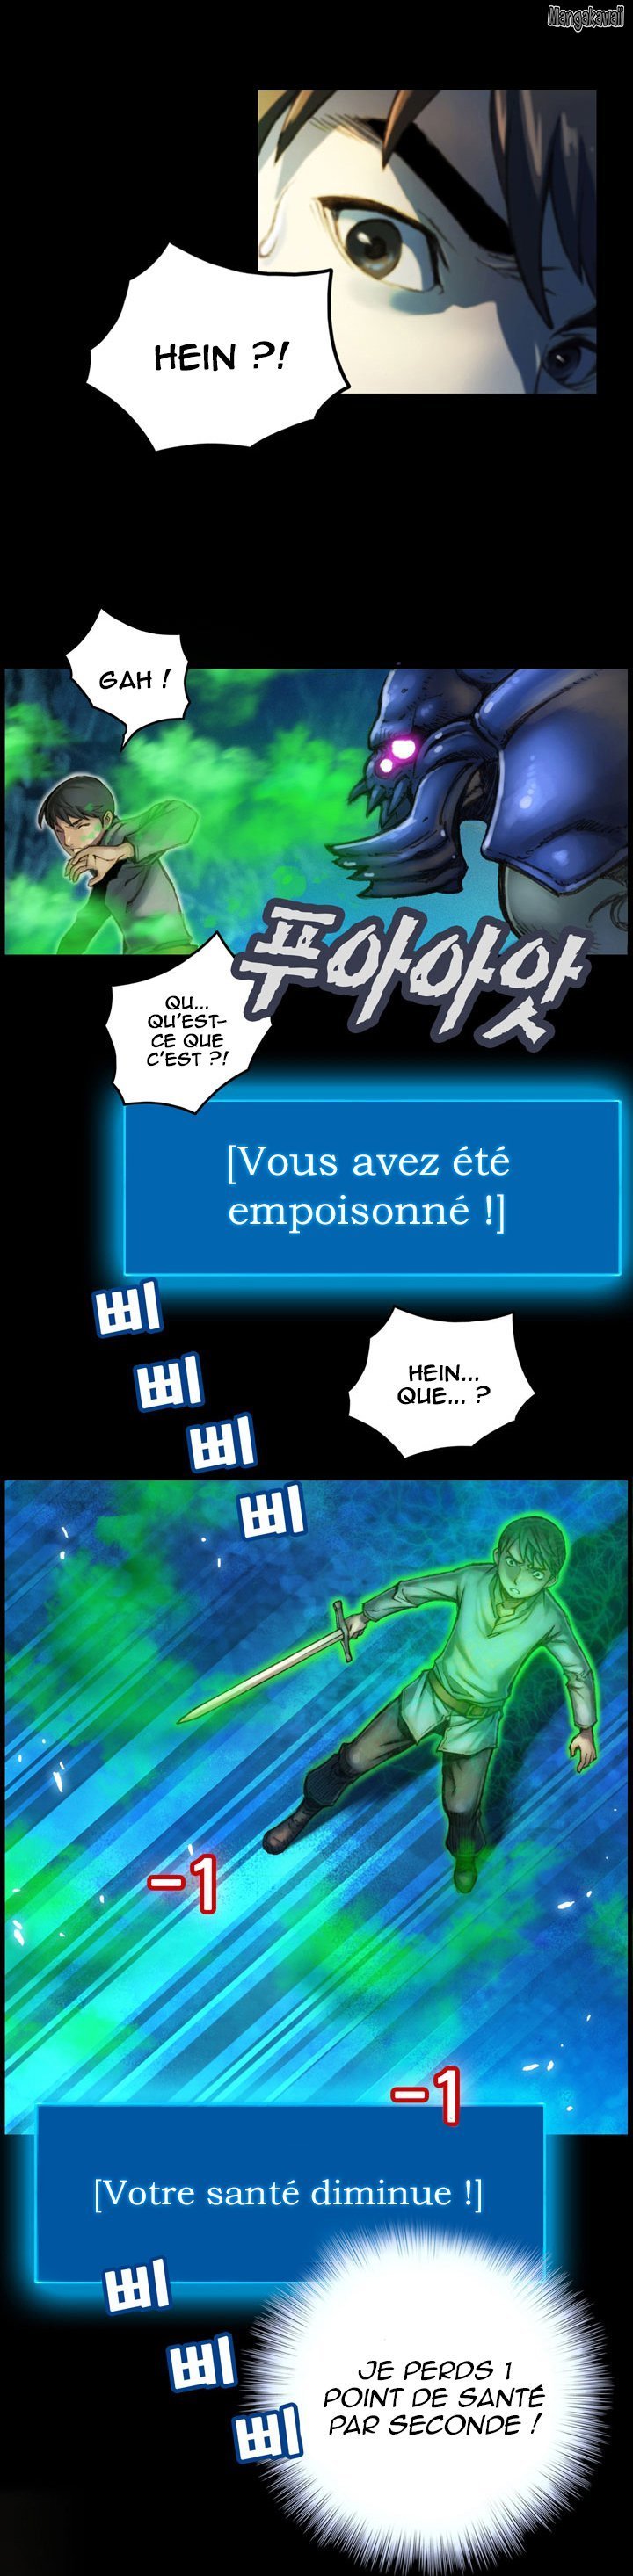 Mangakawaii
HEIN ?!
GAH !
푸아아앗
QU...
QU'EST-
CE QUE
C'EST ?!
[Vous avez été
empoisonné !]
삐
삐
삐
삐
HEIN...
QUE... ?
-1
-1
[Votre santé diminue !]
삐
삐
삐
JE PERDS 1
POINT DE SANTÉ
PAR SECONDE !